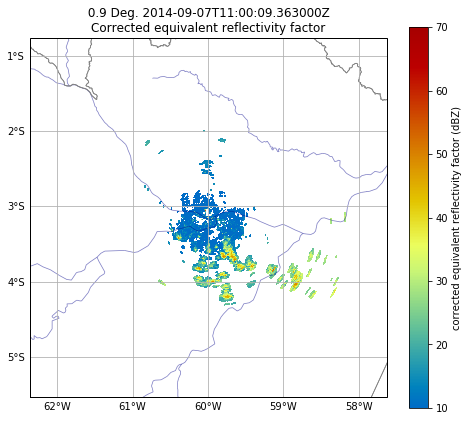 0.9 Deg. 2014-09-07T11:00:09.363000Z
Corrected equivalent reflectivity factor
1°S
2°S
3°S
4°S
5°S
62°W
61°W
60°W
59°W
58°W
70
60
50
40
30
20
10
corrected equivalent reflectivity factor (dBZ)